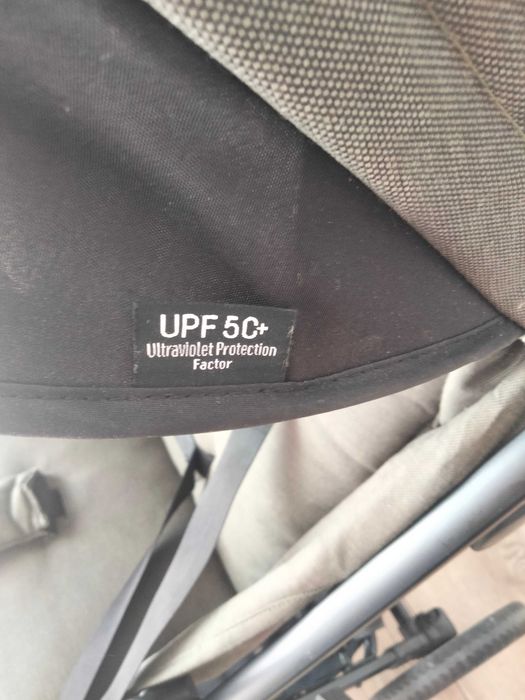 UPF 50+
Ultraviolet Protection
Factor